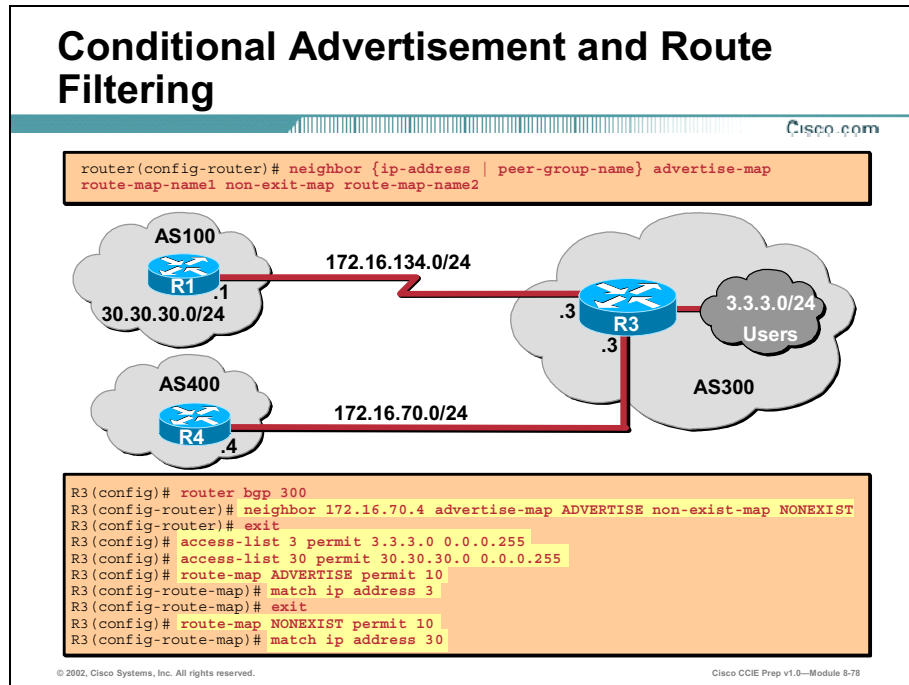 Conditional Advertisement and Route
Filtering
Cisco.com
router(config-router)# neighbor {ip-address | peer-group-name} advertise-map
route-map-name1 non-exit-map route-map-name2
AS100
R1
.1
30.30.30.0/24
172.16.134.0/24
.3
R3
.3
3.3.3.0/24
Users
AS300
AS400
R4
.4
172.16.70.0/24
R3(config)# router bgp 300
R3(config-router)# neighbor 172.16.70.4 advertise-map ADVERTISE non-exist-map NONEXIST
R3(config-router)# exit
R3(config)# access-list 3 permit 3.3.3.0 0.0.0.255
R3(config)# access-list 30 permit 30.30.30.0 0.0.0.255
R3(config)# route-map ADVERTISE permit 10
R3(config-route-map)# match ip address 3
R3(config-route-map)# exit
R3(config)# route-map NONEXIST permit 10
R3(config-route-map)# match ip address 30
© 2002, Cisco Systems, Inc. All rights reserved.
Cisco CCIE Prep v1.0—Module 8-78